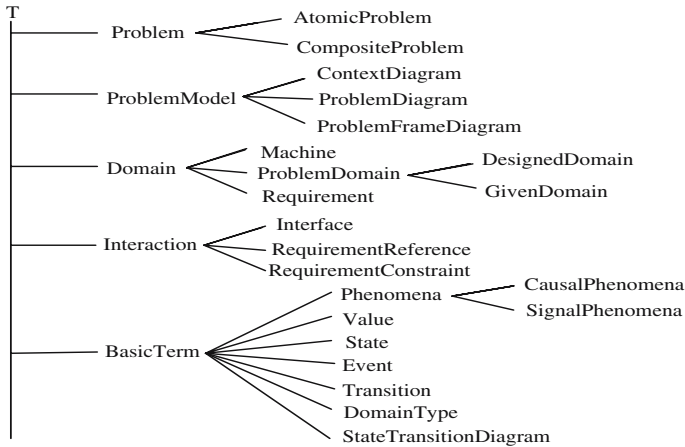 T
Problem
AtomicProblem
CompositeProblem
ProblemModel
ContextDiagram
ProblemDiagram
ProblemFrameDiagram
Domain
Machine
ProblemDomain
DesignedDomain
GivenDomain
Requirement
Interaction
Interface
RequirementReference
RequirementConstraint
BasicTerm
Phenomena
CausalPhenomena
SignalPhenomena
Value
State
Event
Transition
DomainType
StateTransitionDiagram